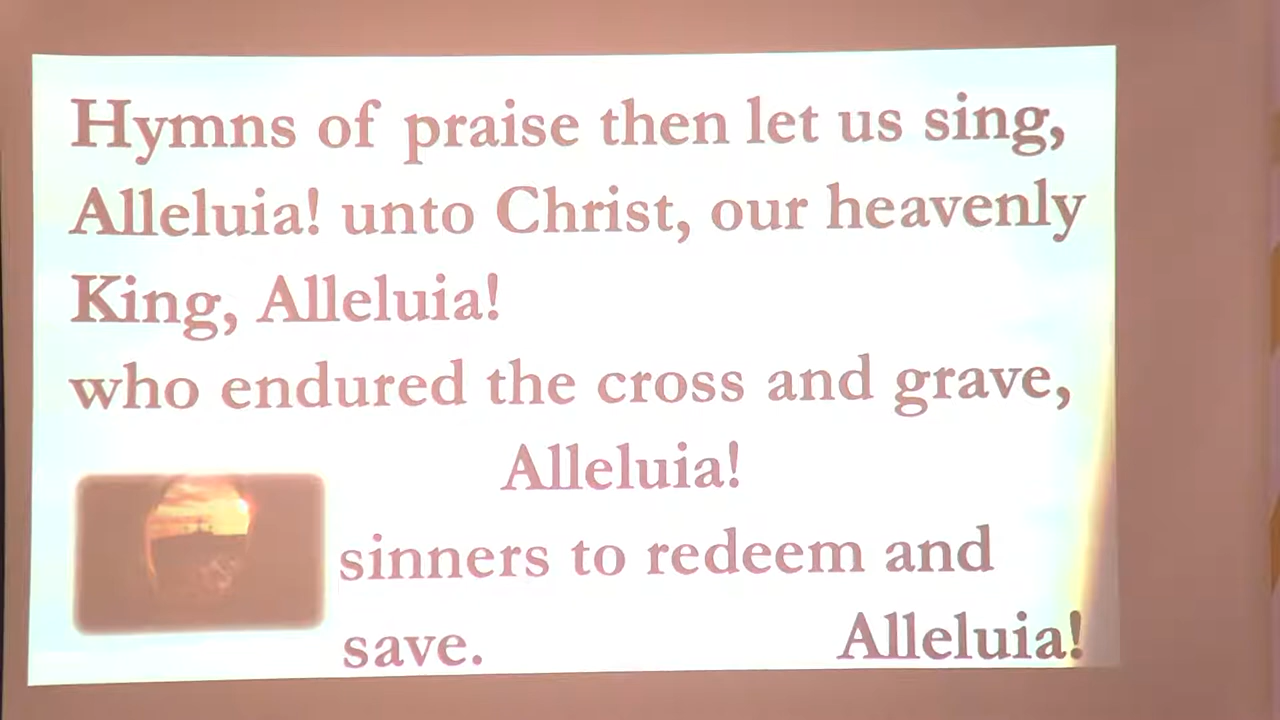 Hymns of praise then let us sing,
Alleluia! unto Christ, our heavenly
King, Alleluia!
who endured the cross and grave,
Alleluia!
sinners to redeem and
save. Alleluia!